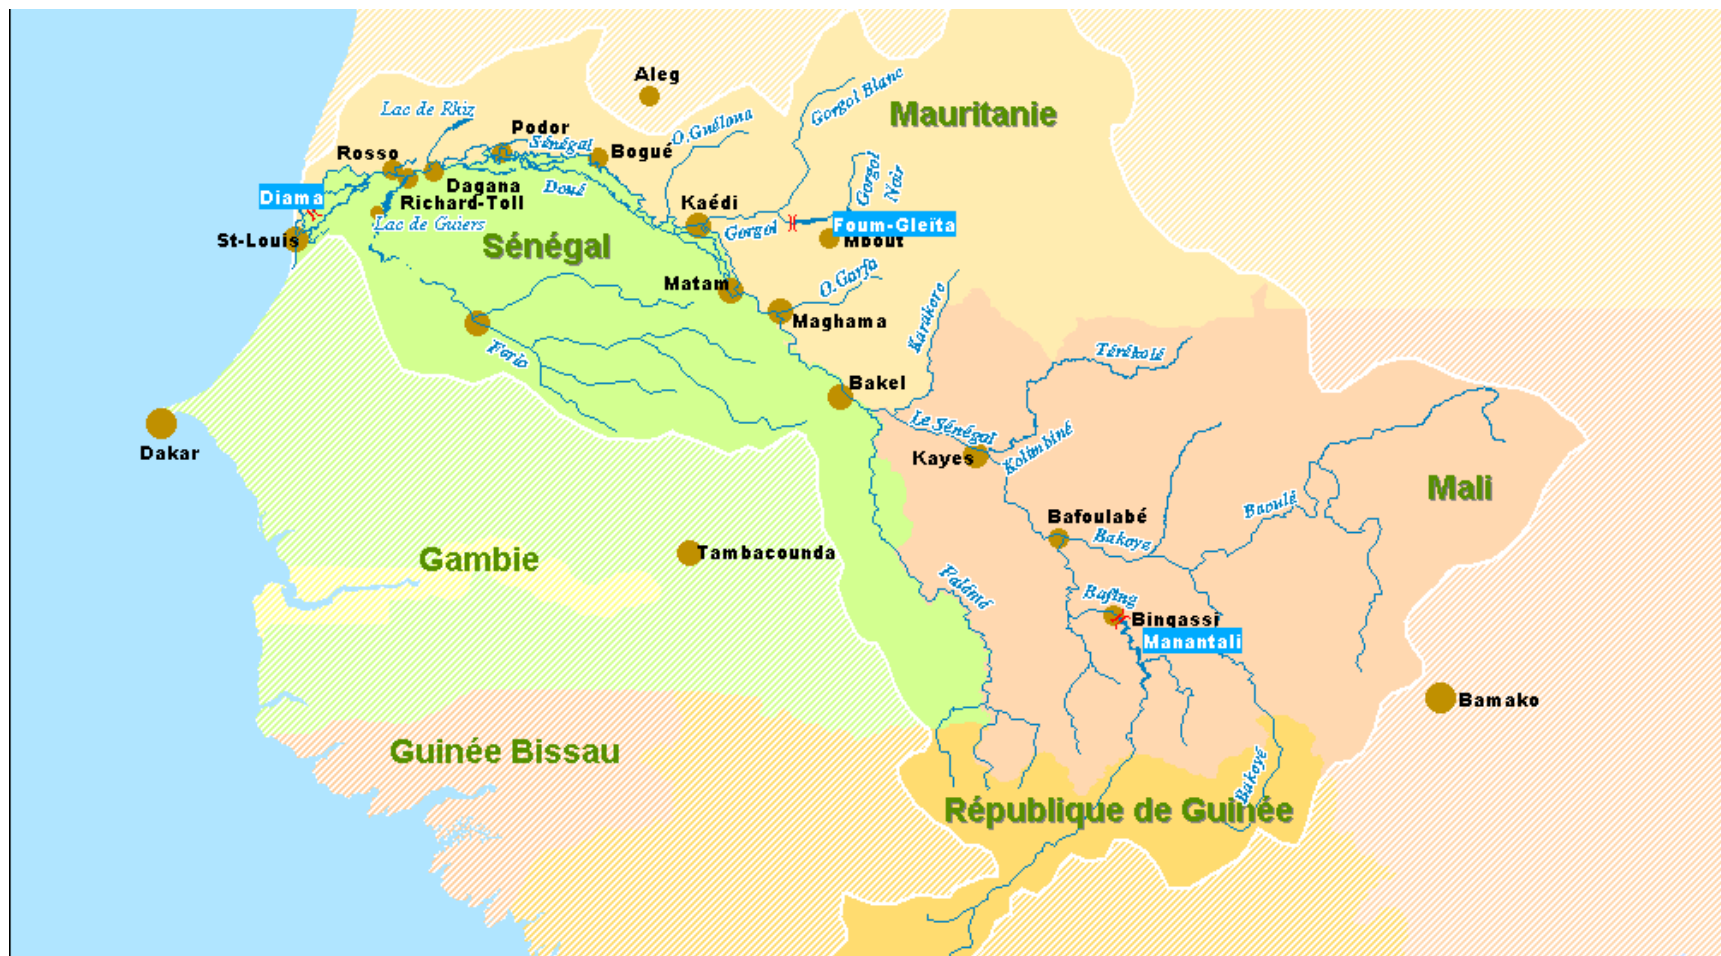 Aleg
Gorgol Blanc
Lac de Rhiz
Mauritanie
O.Guélona
Podor
Sénégal
Rosso
Bogué
Gorgol
Noir
Dagana
Doué
Diama
Richard-Toll
Kaédi
Lac de Guiers
Gorgol
Foum-Gleïta
St-Louis
Mbout
Sénégal
Matam
O.Garfa
Maghama
Karakoro
Ferlo
Térékolé
Bakel
Le Sénégal
Dakar
Kayes
Kolimbiné
Mali
Baoulé
Bafoulabé
Bakoye
Gambie
Tambacounda
Falémé
Bafing
Bingassi
Manantali
Bamako
Guinée Bissau
Bakoyé
République de Guinée